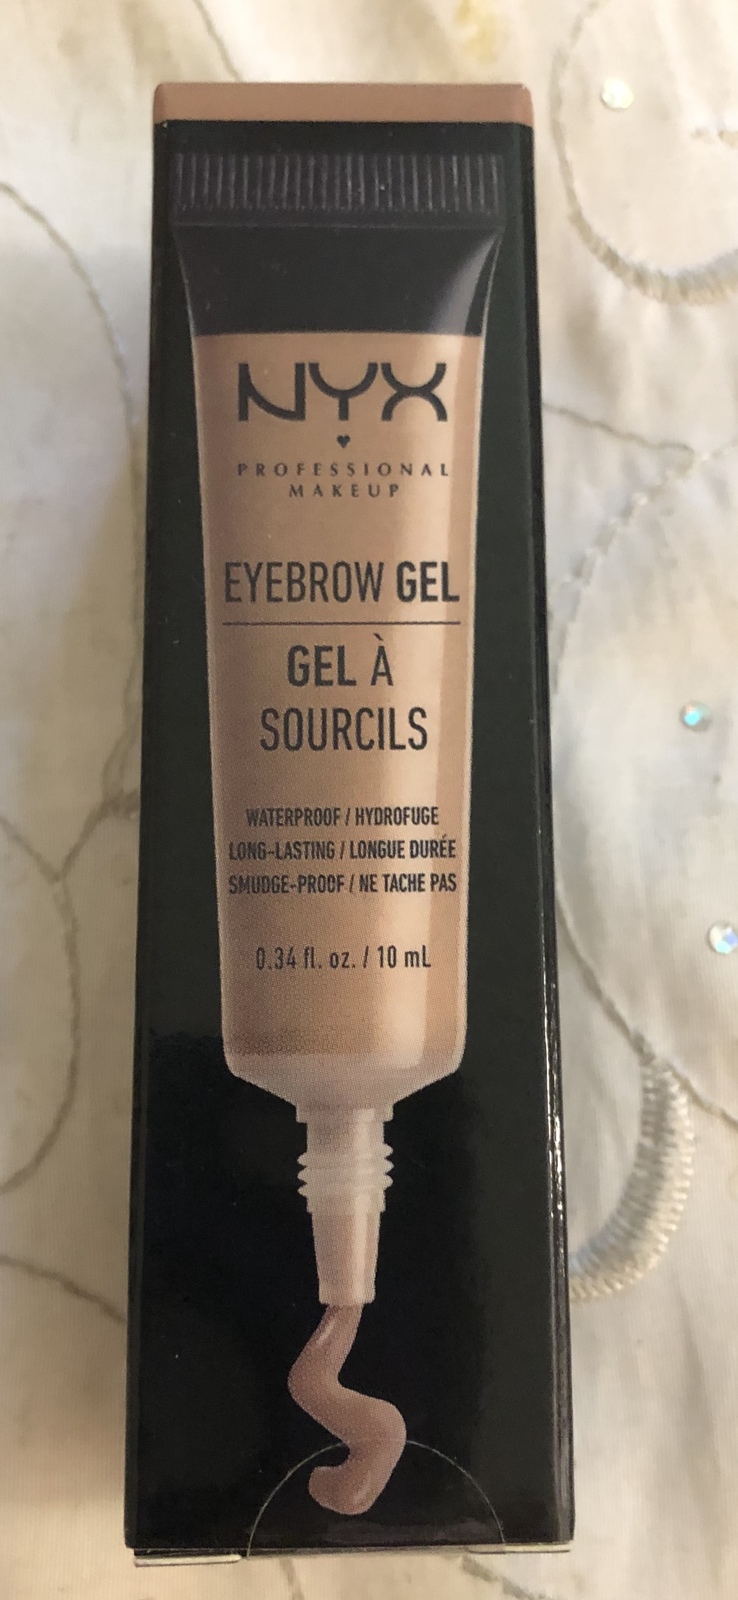 NYX
PROFESSIONAL
MAKEUP
EYEBROW GEL
GEL À
SOURCILS
WATERPROOF / HYDROFUGE
LONG-LASTING / LONGUE DURÉE
SMUDGE-PROOF / NE TACHE PAS
0.34 fl. oz. / 10 mL